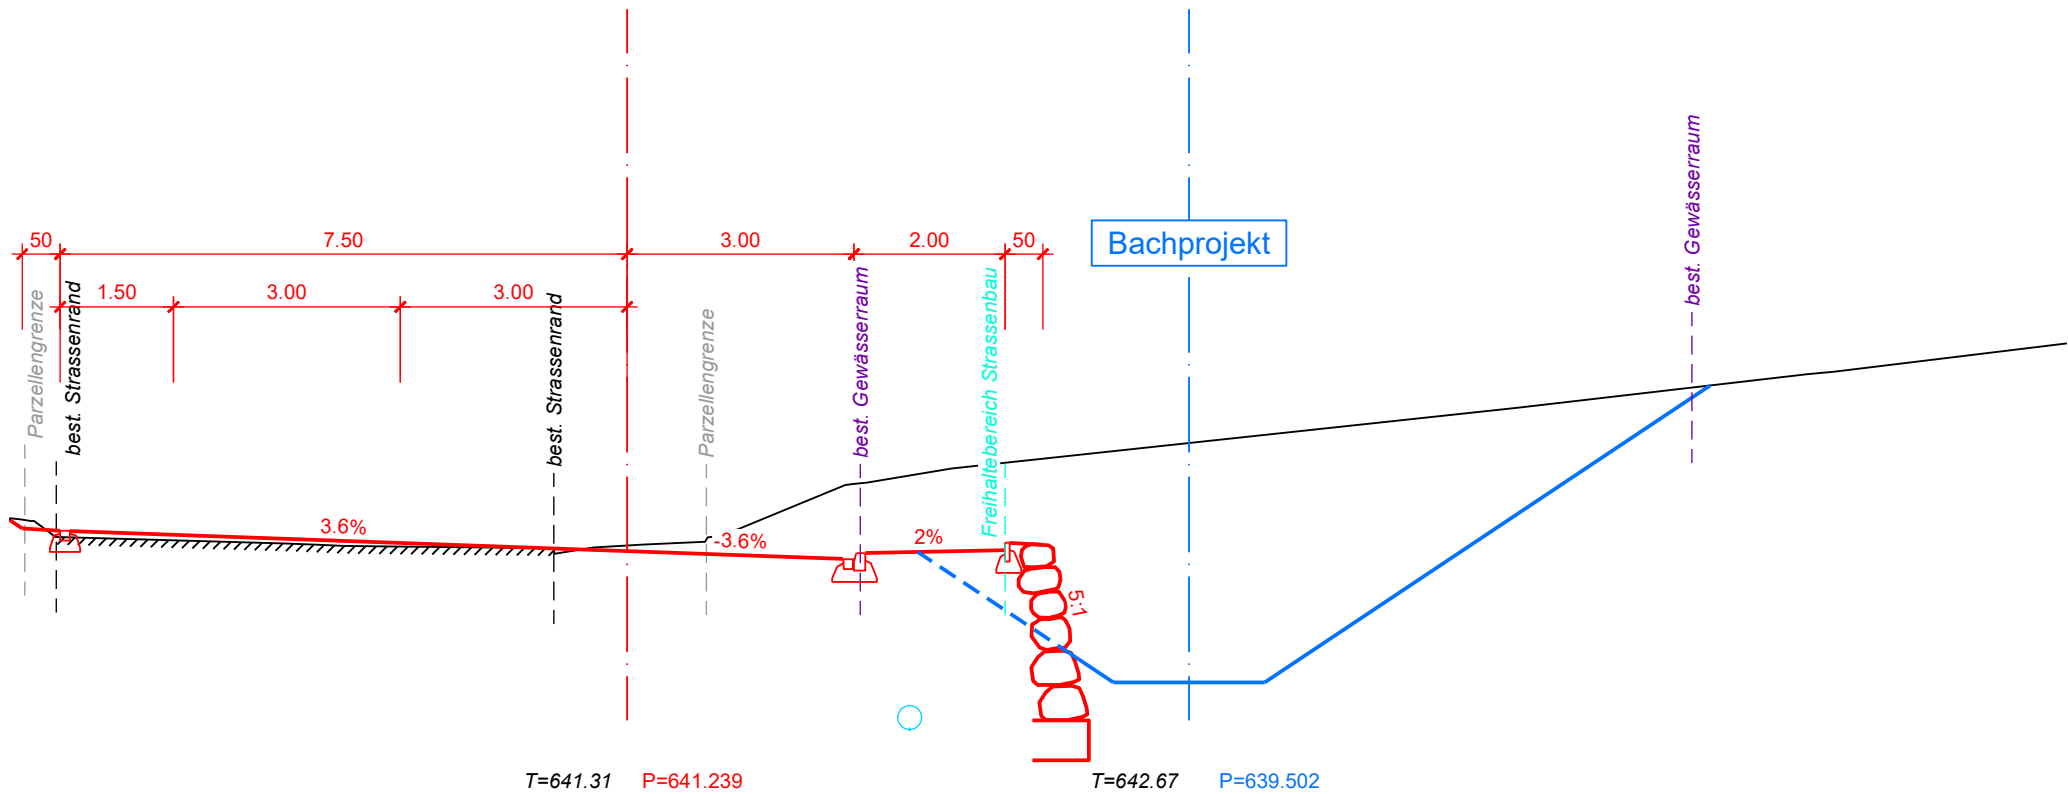 50
7.50
3.00
2.00
50
1.50
3.00
3.00
Bachprojekt
Parzellengrenze
best. Strassenrand
best. Strassenrand
Parzellengrenze
best. Gewässerraum
Freihaltebereich Strassenbau
best. Gewässerraum
3.6%
-3.6%
2%
5:1
T=641.31
P=641.239
T=642.67
P=639.502